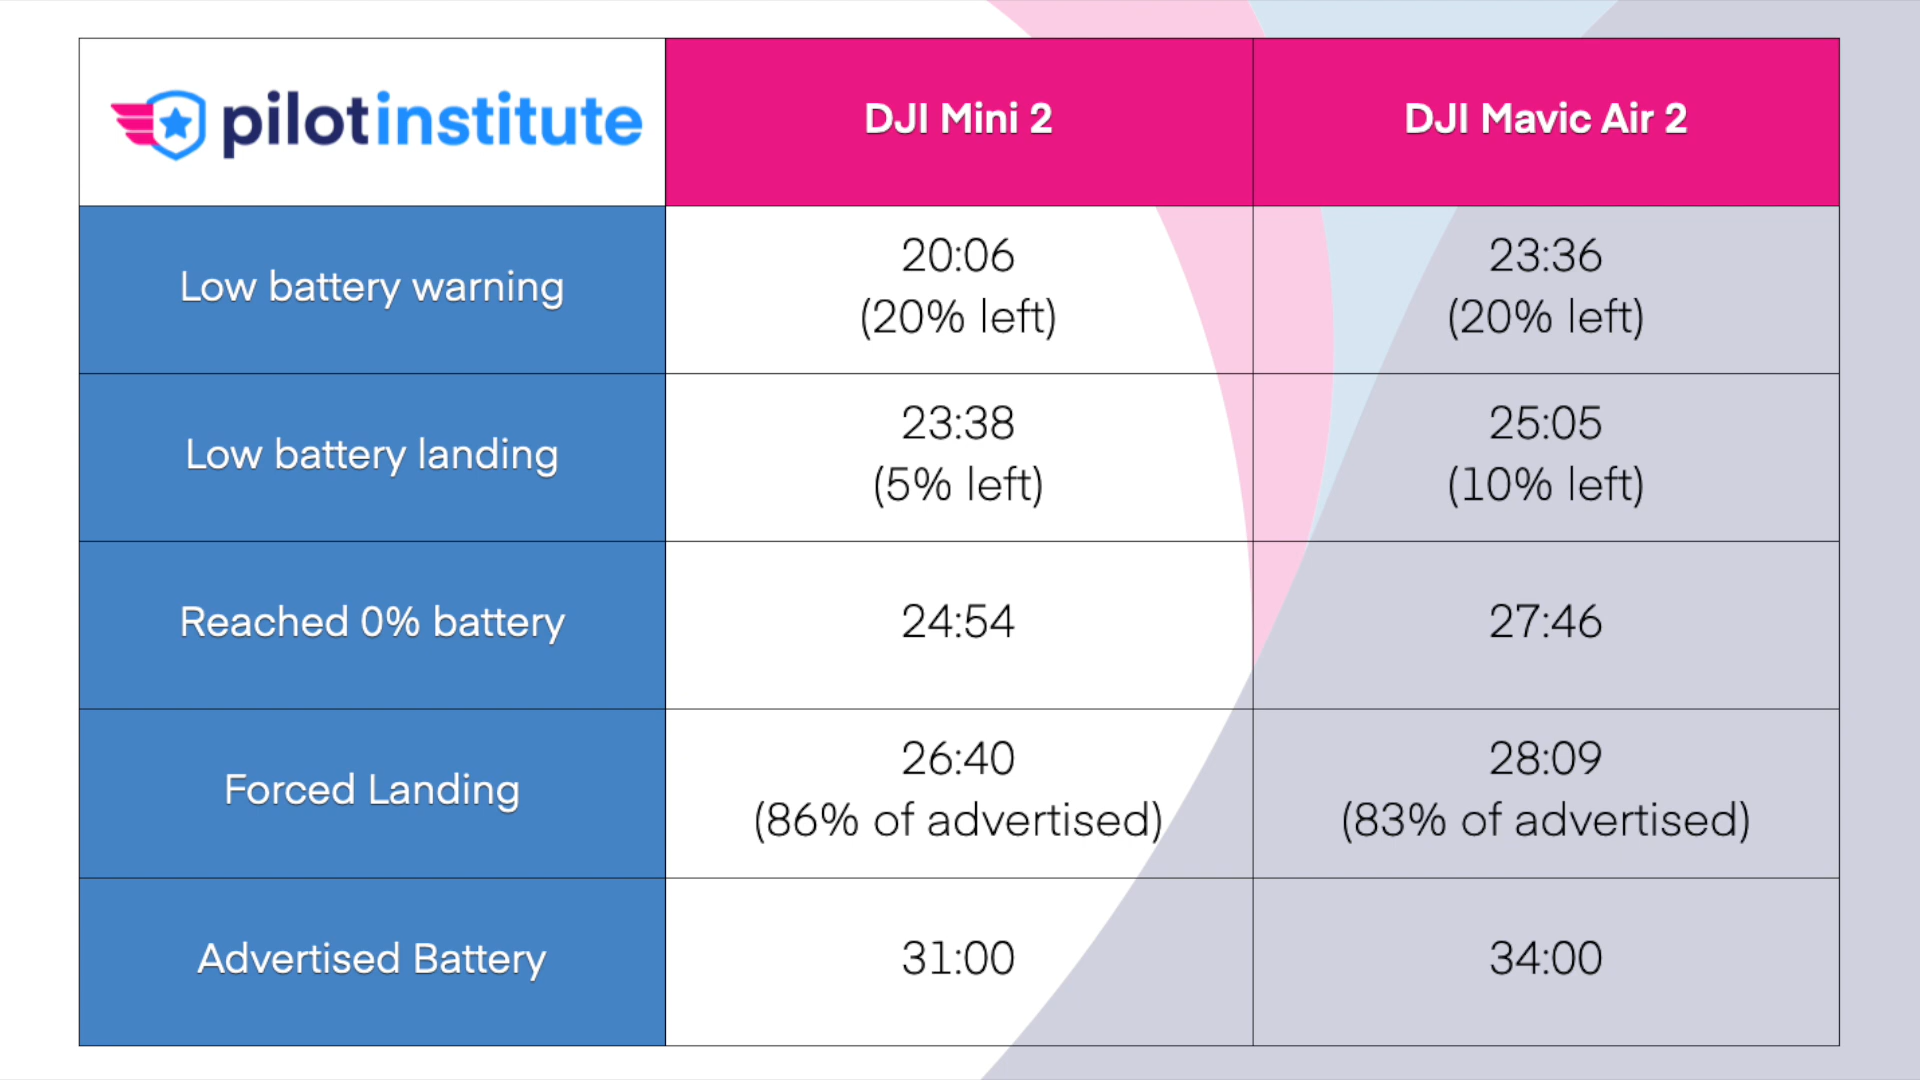 pilotinstitute
DJI Mini 2
DJI Mavic Air 2
Low battery warning
20:06
(20% left)
23:36
(20% left)
Low battery landing
23:38
(5% left)
25:05
(10% left)
Reached 0% battery
24:54
27:46
Forced Landing
26:40
(86% of advertised)
28:09
(83% of advertised)
Advertised Battery
31:00
34:00